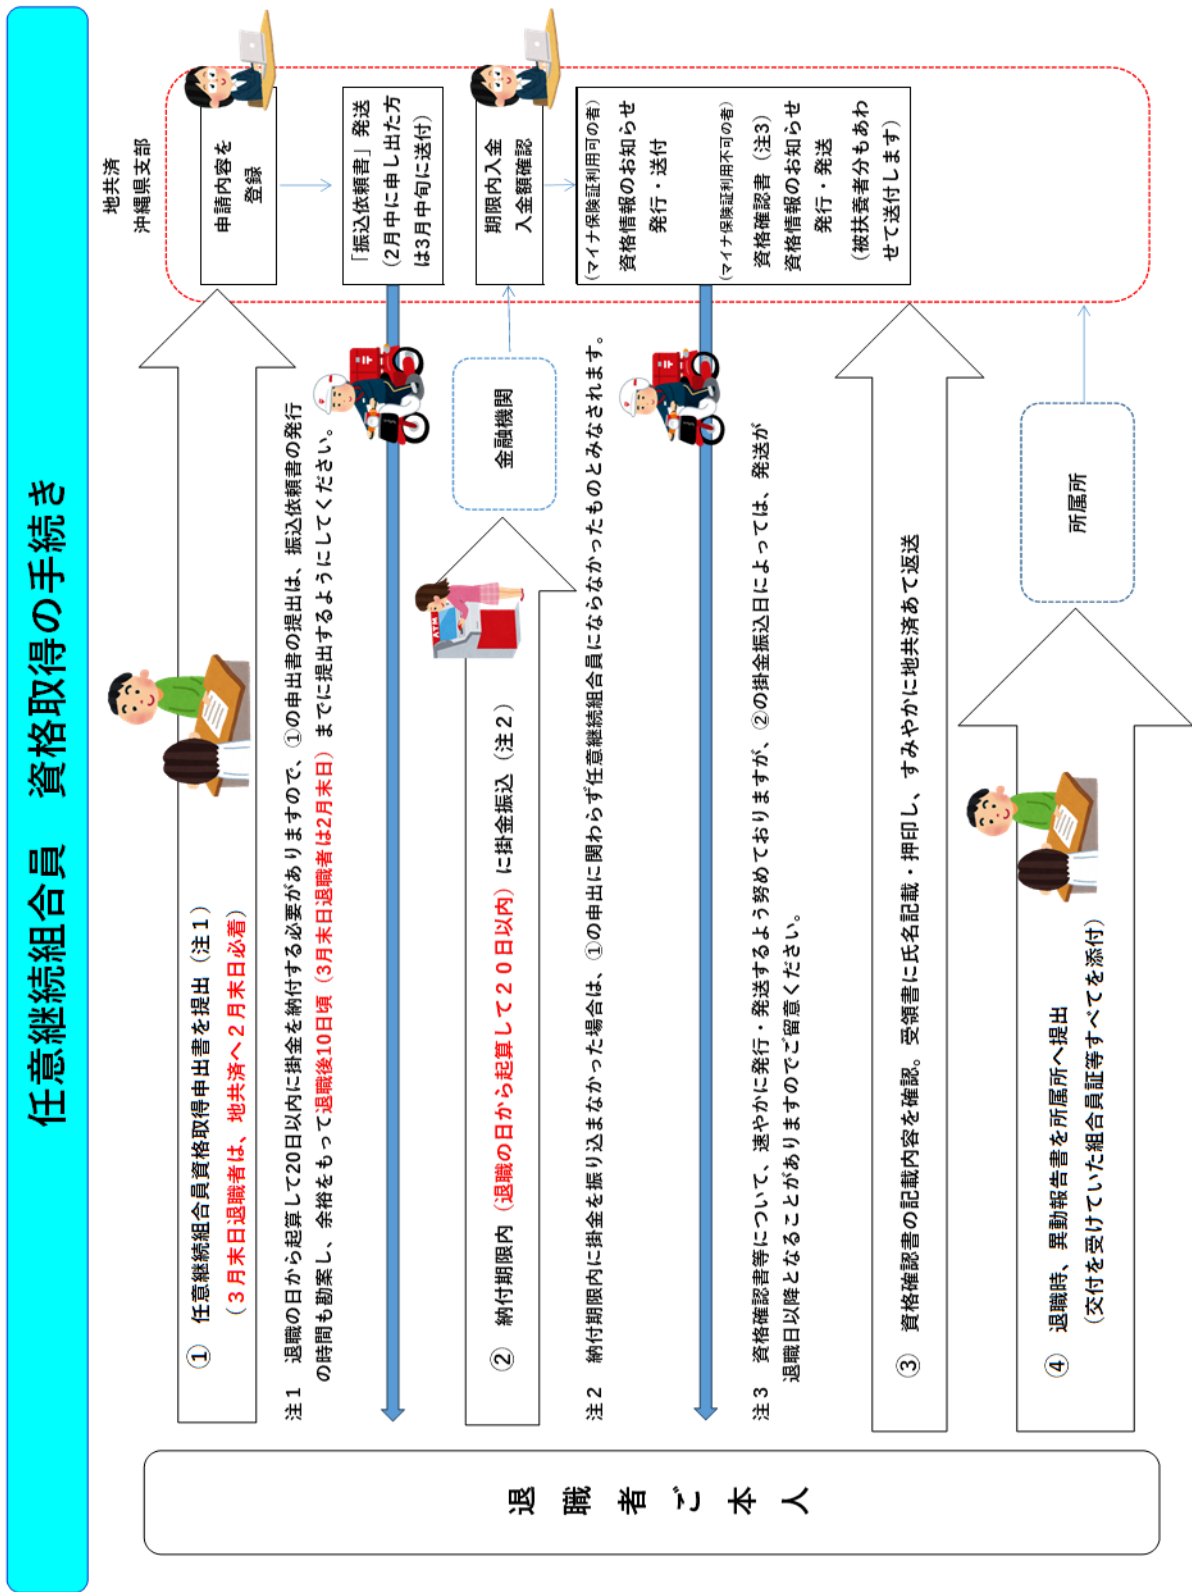 任意継続組合員　資格取得の手続き
地共済
沖縄県支部
退職者ご本人
①　任意継続組合員資格取得申出書を提出（注１）
（３月末日退職者は、地共済へ２月末日必着）
申請内容を
登録
注１　退職の日から起算して20日以内に掛金を納付する必要がありますので、①の申出書の提出は、振込依頼書の発行
の時間も勘案し、余裕をもって退職後10日頃（3月末日退職者は2月末日）までに提出するようにしてください。
「振込依頼書」発送
（2月中に申し出た方
は3月中旬に送付）
②　納付期限内（退職の日から起算して２０日以内）に掛金振込（注２）
ATM
金融機関
期限内入金
入金額確認
注２　納付期限内に掛金を振り込まなかった場合は、①の申出に関わらず任意継続組合員にならなかったものとみなされます。
(マイナ保険証利用可の者)
資格情報のお知らせ
発行・送付
(マイナ保険証利用不可の者)
資格確認書（注3）
資格情報のお知らせ
発行・発送
（被扶養者分もあわ
せて送付します）
注３　資格確認書等について、速やかに発行・発送するよう努めておりますが、②の掛金振込日によっては、発送が
退職日以降となることがありますのでご留意ください。
③　資格確認書の記載内容を確認。受領書に氏名記載・押印し、すみやかに地共済あて返送
④　退職時、異動報告書を所属所へ提出
（交付を受けていた組合員証等すべてを添付）
所属所